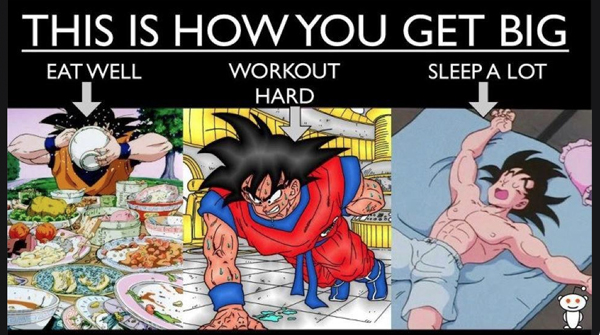 THIS IS HOW YOU GET BIG
EAT WELL
WORKOUT
HARD
SLEEP A LOT